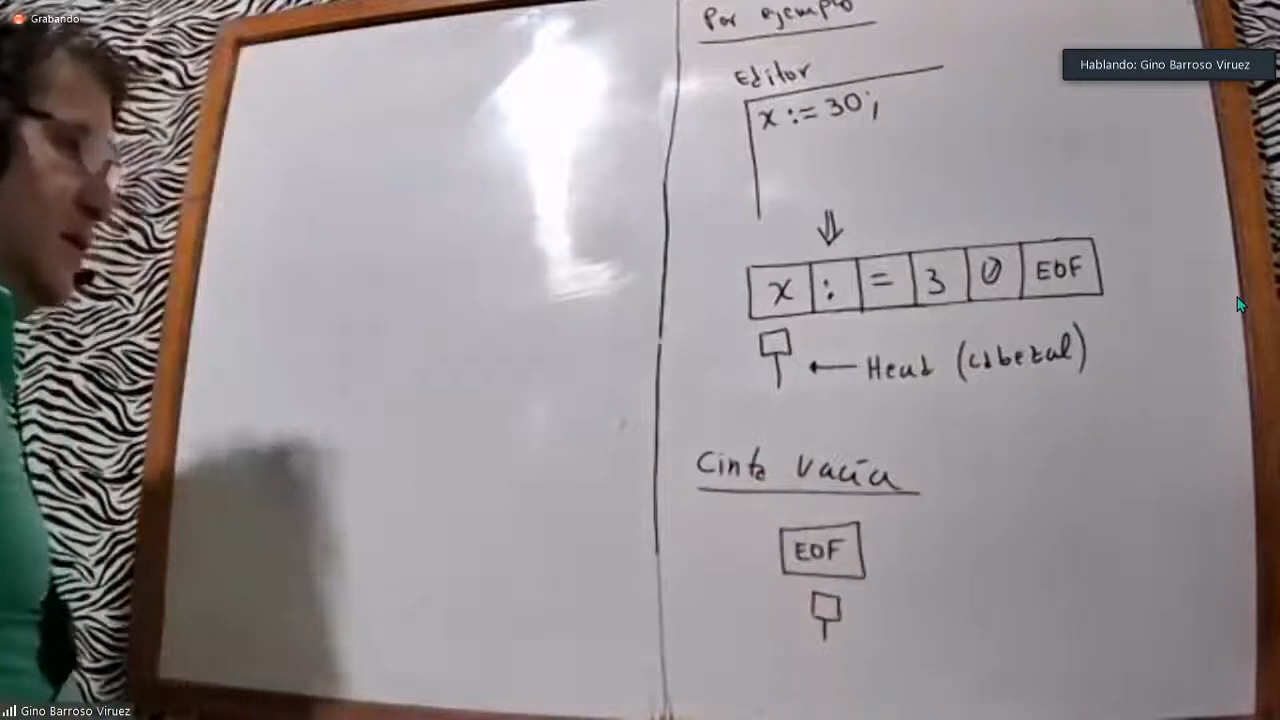 Grabando
Por ejemplo
Hablando: Gino Barroso Viruez
Editor
x := 30;
x : = 3 0 EOF
Head (cabezal)
Cinta Vacía
EOF
Gino Barroso Viruez